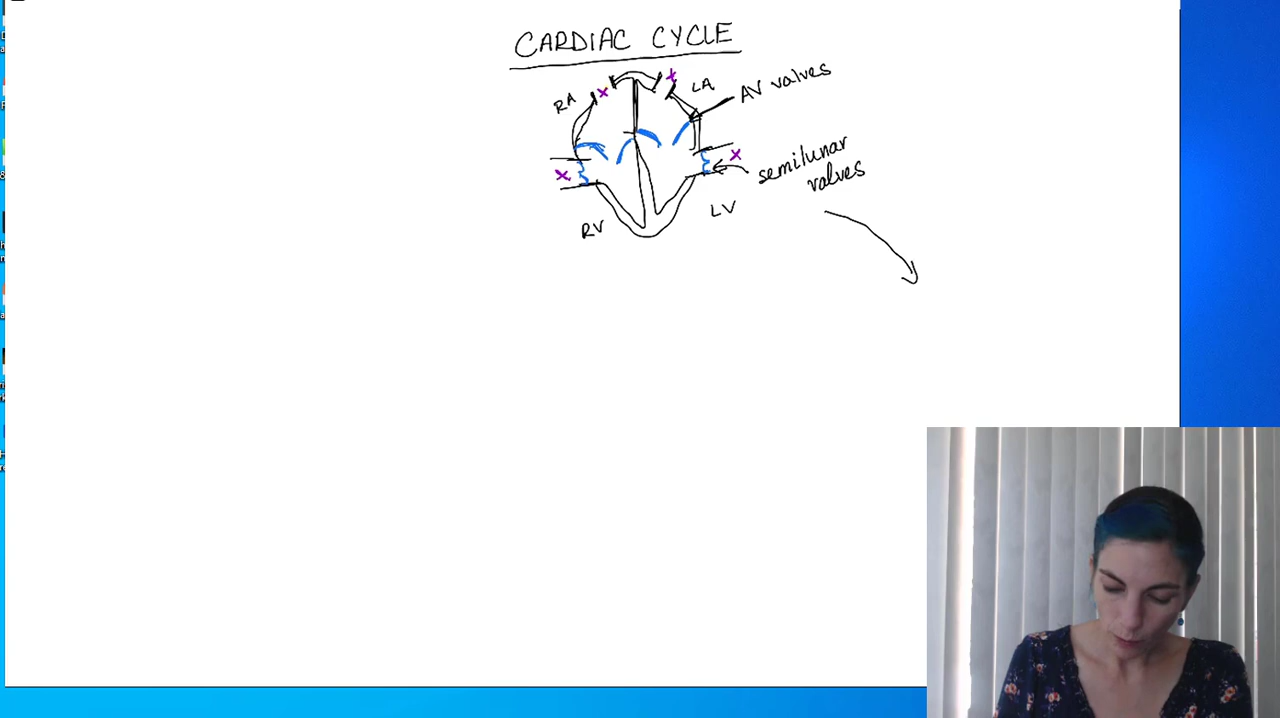 CARDIAC CYCLE
RA
LA
AV valves
semilunar
valves
RV
LV